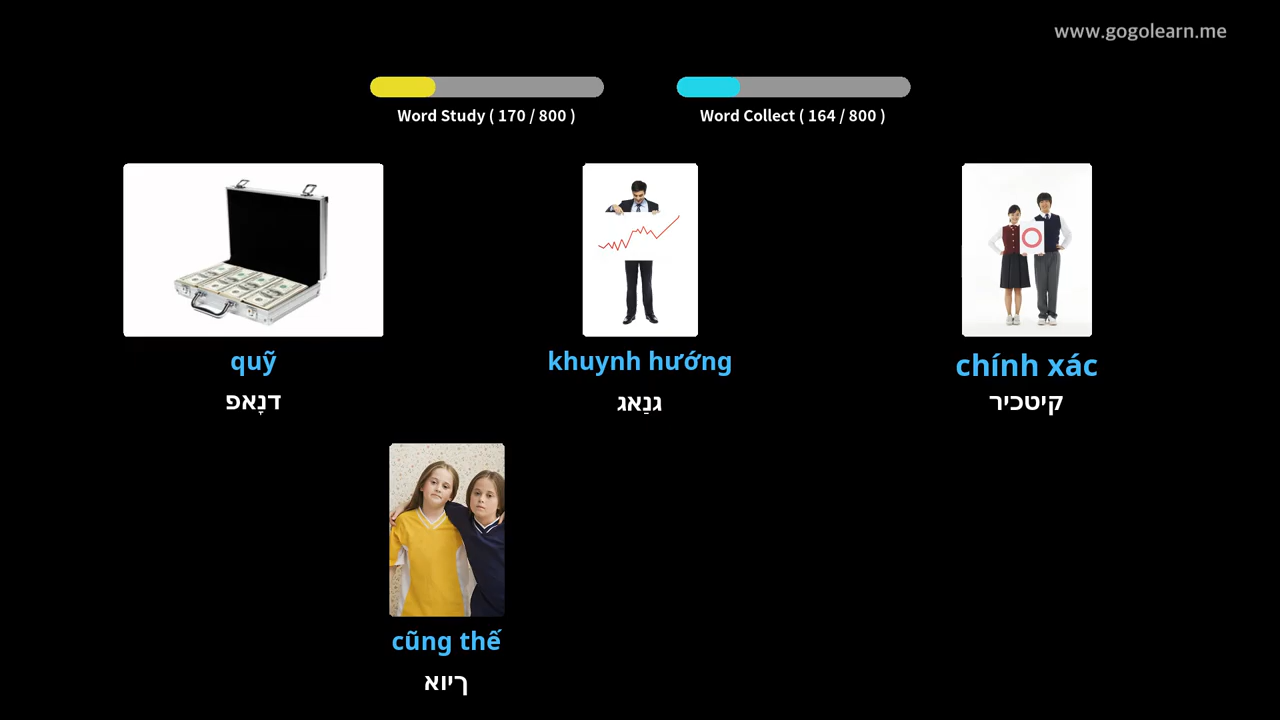 www.gogolearn.me
Word Study ( 170 / 800 )
Word Collect ( 164 / 800 )
quỹ
דנָאפ
khuynh hướng
גנַאג
chính xác
קיטכיר
cũng thế
ךיוא